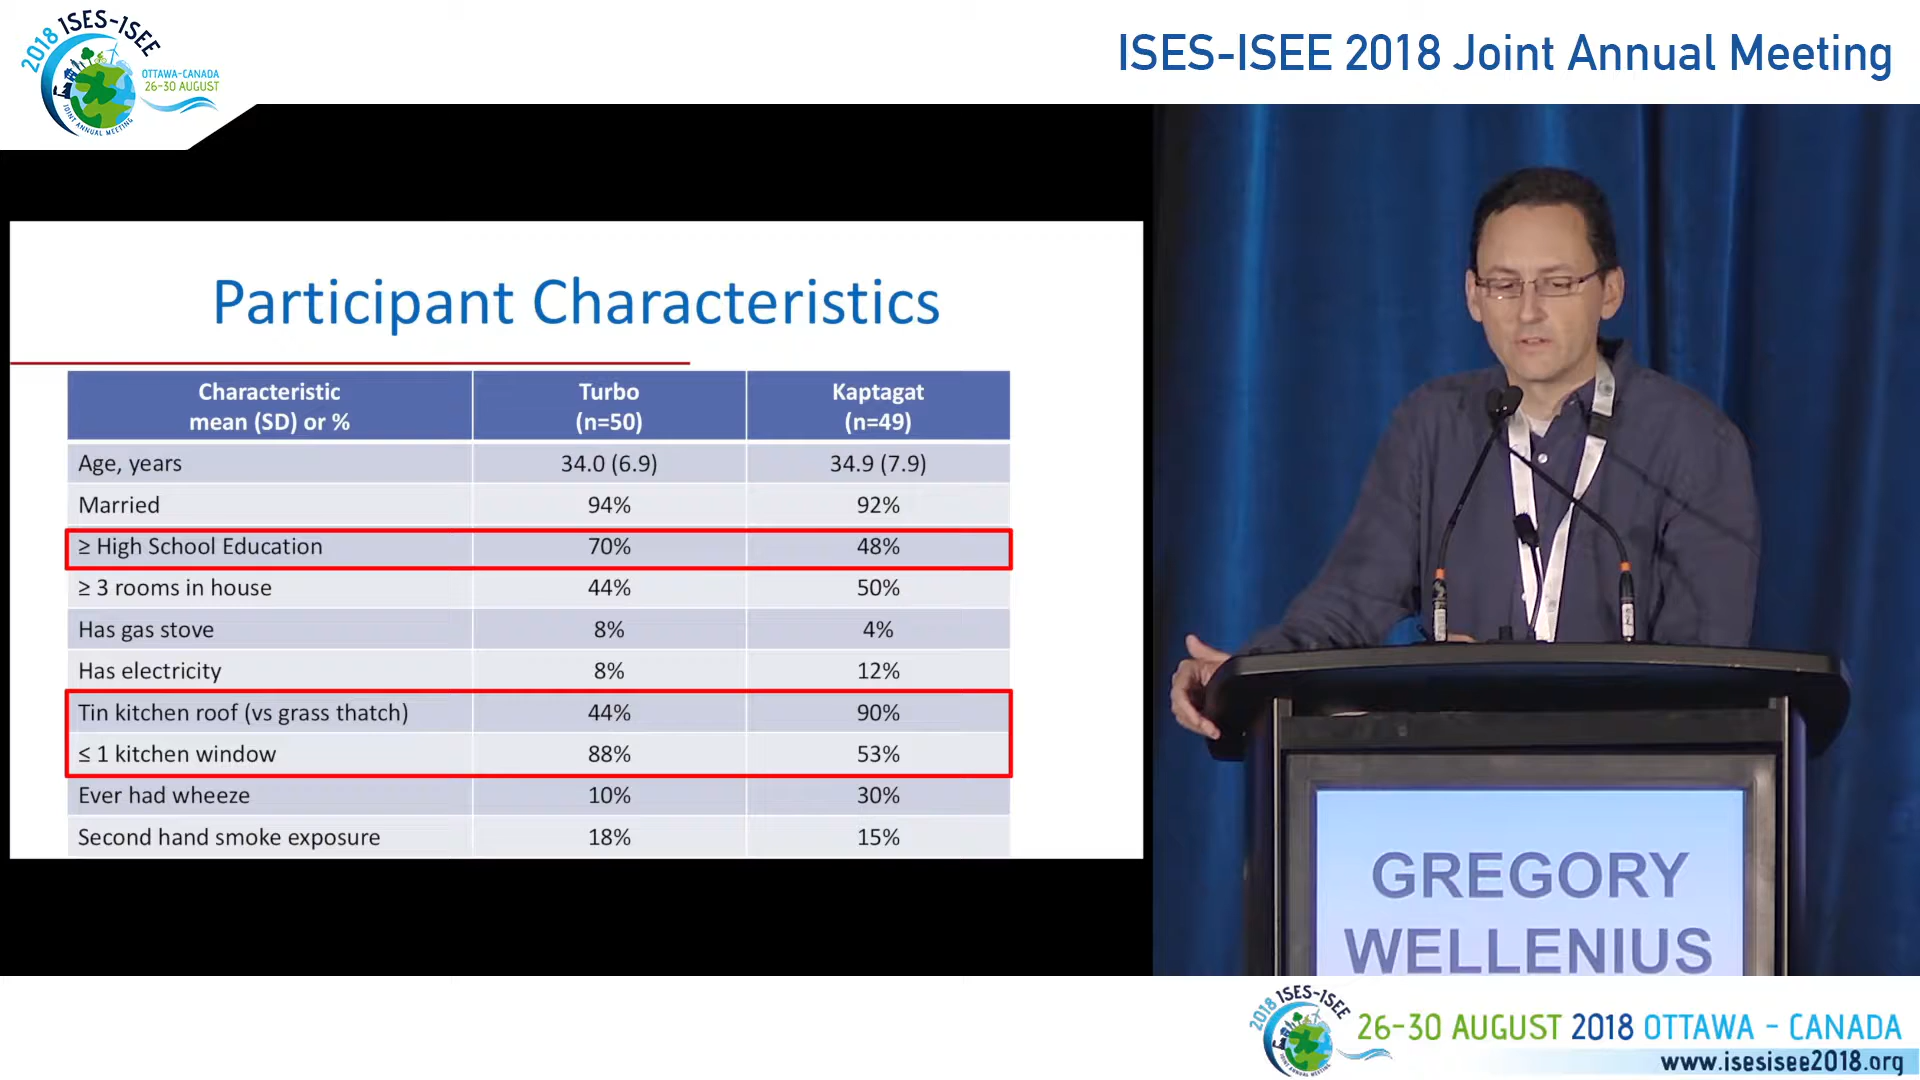 2018 ISES-ISEE
OTTAWA-CANADA
26-30 AUGUST
JOINT ANNUAL MEETING
ISES-ISEE 2018 Joint Annual Meeting
Participant Characteristics
Characteristic mean (SD) or % Turbo (n=50) Kaptagat (n=49)
Age, years 34.0 (6.9) 34.9 (7.9)
Married 94% 92%
≥ High School Education 70% 48%
≥ 3 rooms in house 44% 50%
Has gas stove 8% 4%
Has electricity 8% 12%
Tin kitchen roof (vs grass thatch) 44% 90%
≤ 1 kitchen window 88% 53%
Ever had wheeze 10% 30%
Second hand smoke exposure 18% 15%
GREGORY
WELLENIUS
2018 ISES-ISEE
26-30 AUGUST 2018 OTTAWA - CANADA
www.isesisee2018.org